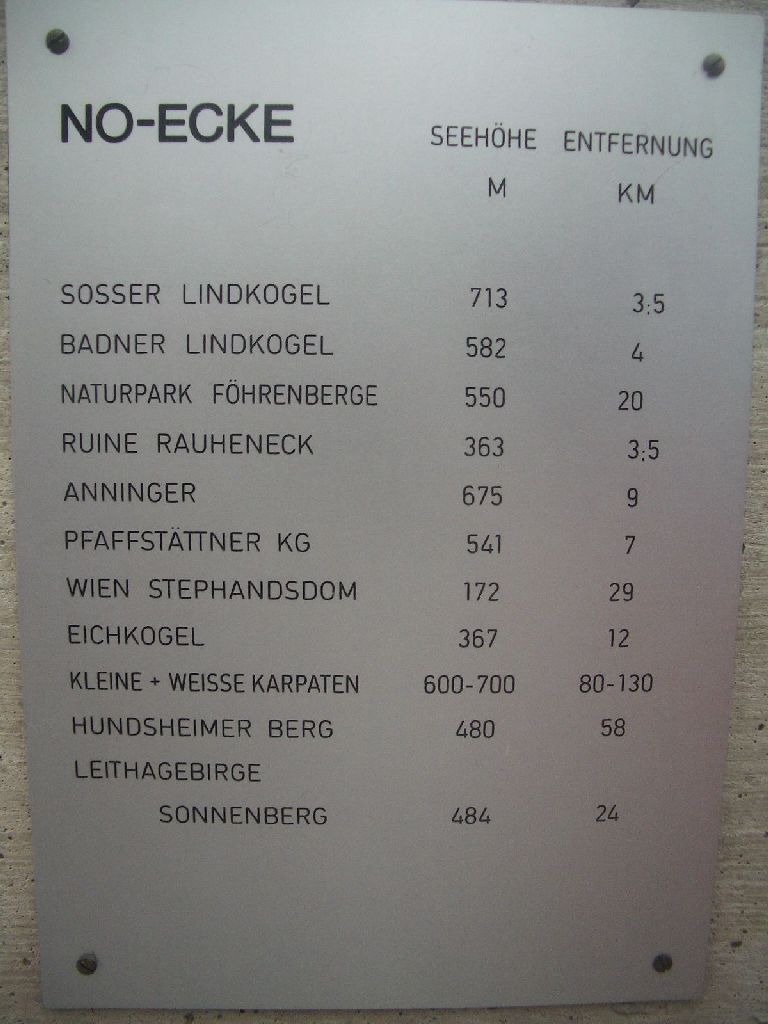 NO-ECKE SEEHÖHE ENTFERNUNG
M KM
SOSSER LINDKOGEL 713 3:5
BADNER LINDKOGEL 582 4
NATURPARK FÖHRENBERGE 550 20
RUINE RAUHENECK 363 3:5
ANNINGER 675 9
PFAFFSTÄTTNER KG 541 7
WIEN STEPHANDSDOM 172 29
EICHKOGEL 367 12
KLEINE + WEISSE KARPATEN 600-700 80-130
HUNDSHEIMER BERG 480 58
LEITHAGEBIRGE
SONNENBERG 484 24